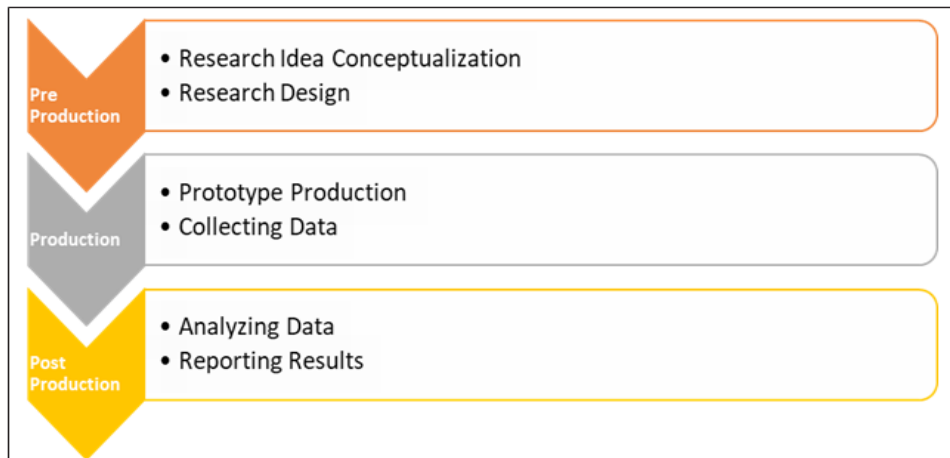 Pre
Production
• Research Idea Conceptualization
• Research Design
Production
• Prototype Production
• Collecting Data
Post
Production
• Analyzing Data
• Reporting Results